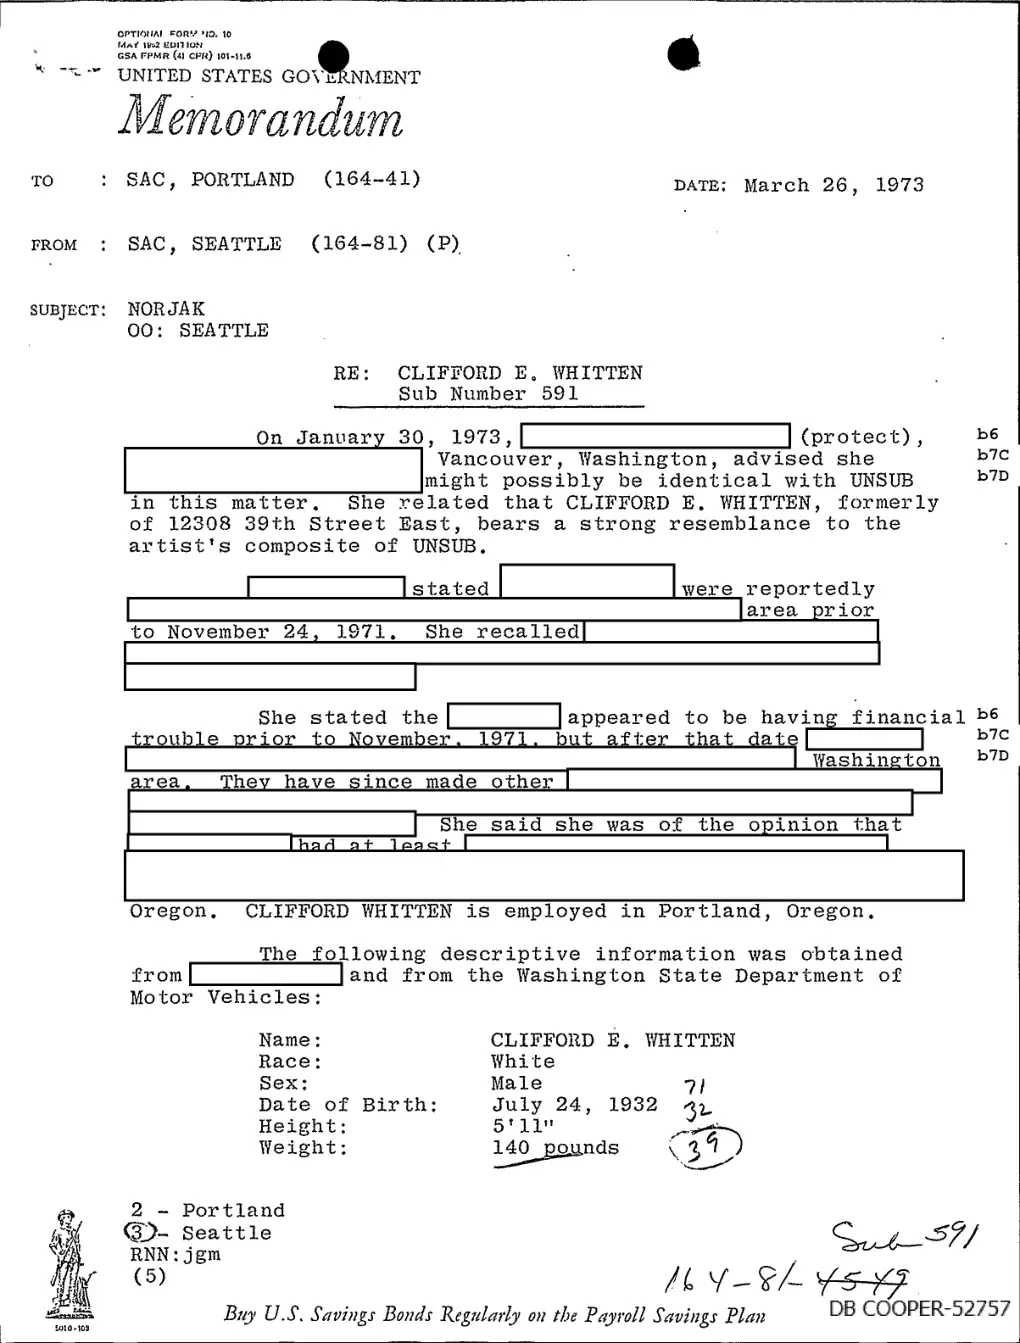 OPTIONAL FORM NO. 10
MAY 1962 EDITION
GSA FPMR (41 CFR) 101-11.6
UNITED STATES GOVERNMENT
Memorandum
TO : SAC, PORTLAND (164-41)
DATE: March 26, 1973
FROM : SAC, SEATTLE (164-81) (P)
SUBJECT: NORJAK
OO: SEATTLE
RE: CLIFFORD E. WHITTEN
Sub Number 591
On January 30, 1973, (protect), b6
Vancouver, Washington, advised she b7C
might possibly be identical with UNSUB b7D
in this matter. She related that CLIFFORD E. WHITTEN, formerly
of 12308 39th Street East, bears a strong resemblance to the
artist's composite of UNSUB.
stated were reportedly
area prior
to November 24, 1971. She recalled
She stated the appeared to be having financial b6
trouble prior to November, 1971, but after that date b7C
Washington b7D
area. They have since made other
She said she was of the opinion that
had at least
Oregon. CLIFFORD WHITTEN is employed in Portland, Oregon.
The following descriptive information was obtained
from and from the Washington State Department of
Motor Vehicles:
Name: CLIFFORD E. WHITTEN
Race: White
Sex: Male 71
Date of Birth: July 24, 1932 32
Height: 5'11"
Weight: 140 pounds 39
2 - Portland
3 - Seattle
RNN:jgm
(5)
Sub 591
164-81-4549
Buy U.S. Savings Bonds Regularly on the Payroll Savings Plan
DB COOPER-52757
5010-103